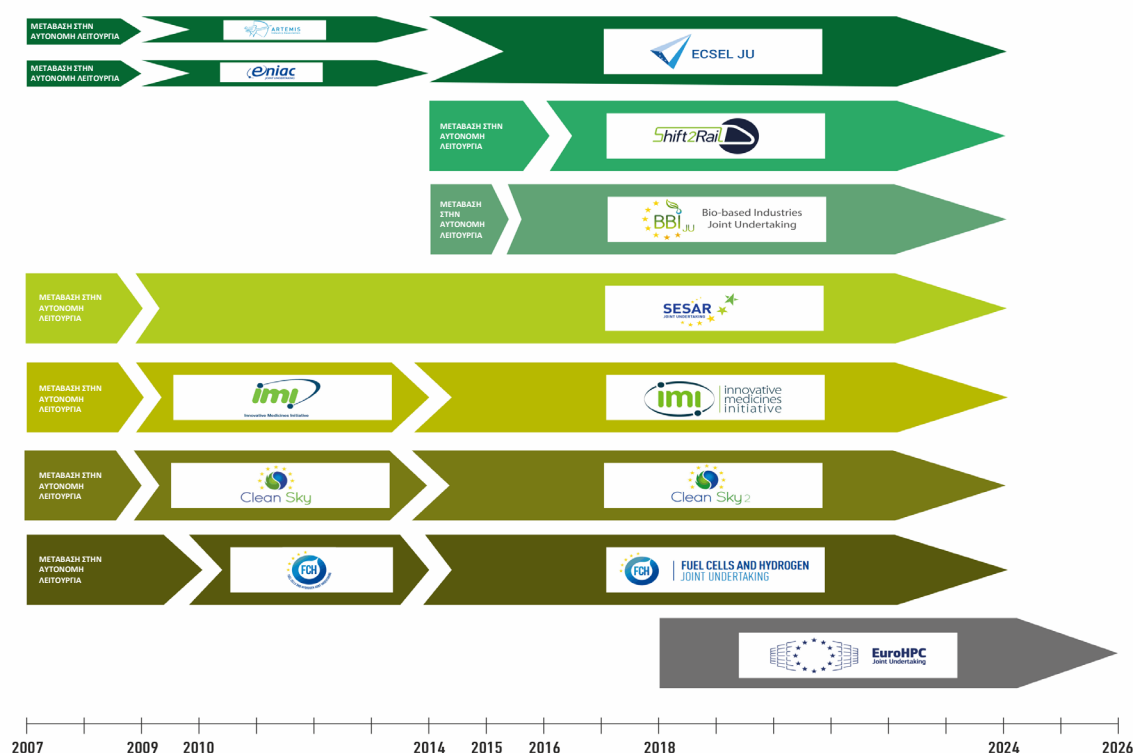 ΜΕΤΑΒΑΣΗ ΣΤΗΝ
ΑΥΤΟΝΟΜΗ ΛΕΙΤΟΥΡΓΙΑ
ARTEMIS
ECSEL JU
ΜΕΤΑΒΑΣΗ ΣΤΗΝ
ΑΥΤΟΝΟΜΗ ΛΕΙΤΟΥΡΓΙΑ
eniac
JOINT UNDERTAKING
ΜΕΤΑΒΑΣΗ ΣΤΗΝ
ΑΥΤΟΝΟΜΗ
ΛΕΙΤΟΥΡΓΙΑ
Shift2Rail
ΜΕΤΑΒΑΣΗ
ΣΤΗΝ
ΑΥΤΟΝΟΜΗ
ΛΕΙΤΟΥΡΓΙΑ
BBI JU
Bio-based Industries
Joint Undertaking
ΜΕΤΑΒΑΣΗ ΣΤΗΝ
ΑΥΤΟΝΟΜΗ
ΛΕΙΤΟΥΡΓΙΑ
SESAR
JOINT UNDERTAKING
ΜΕΤΑΒΑΣΗ ΣΤΗΝ
ΑΥΤΟΝΟΜΗ
ΛΕΙΤΟΥΡΓΙΑ
imi
Innovative Medicines Initiative
imi
innovative
medicines
initiative
ΜΕΤΑΒΑΣΗ ΣΤΗΝ
ΑΥΤΟΝΟΜΗ
ΛΕΙΤΟΥΡΓΙΑ
Clean Sky
Clean Sky 2
ΜΕΤΑΒΑΣΗ ΣΤΗΝ
ΑΥΤΟΝΟΜΗ
ΛΕΙΤΟΥΡΓΙΑ
FCH
FCH
FUEL CELLS AND HYDROGEN
JOINT UNDERTAKING
EuroHPC
Joint Undertaking
2007 2009 2010 2014 2015 2016 2018 2024 2026